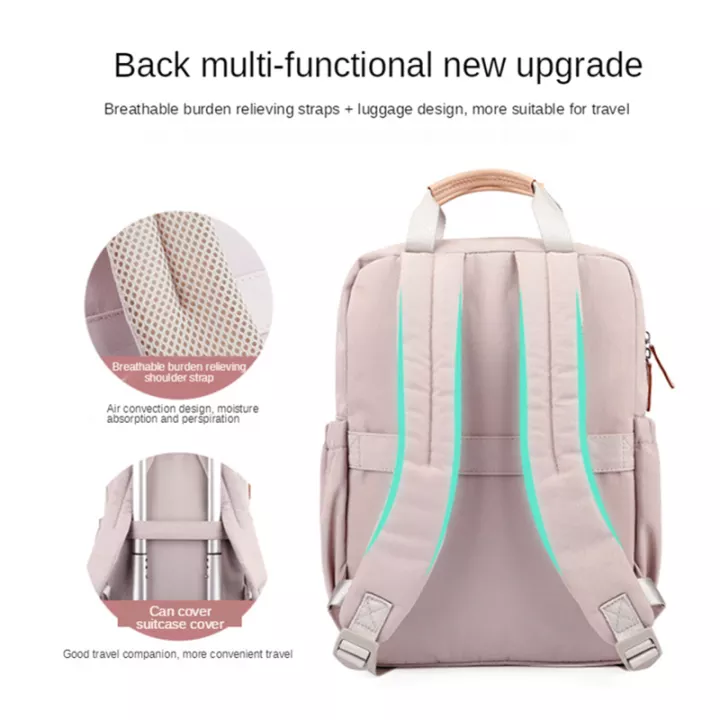 Back multi-functional new upgrade
Breathable burden relieving straps + luggage design, more suitable for travel
Breathable burden relieving
shoulder strap
Air convection design, moisture
absorption and perspiration
Can cover
suitcase cover
Good travel companion, more convenient travel